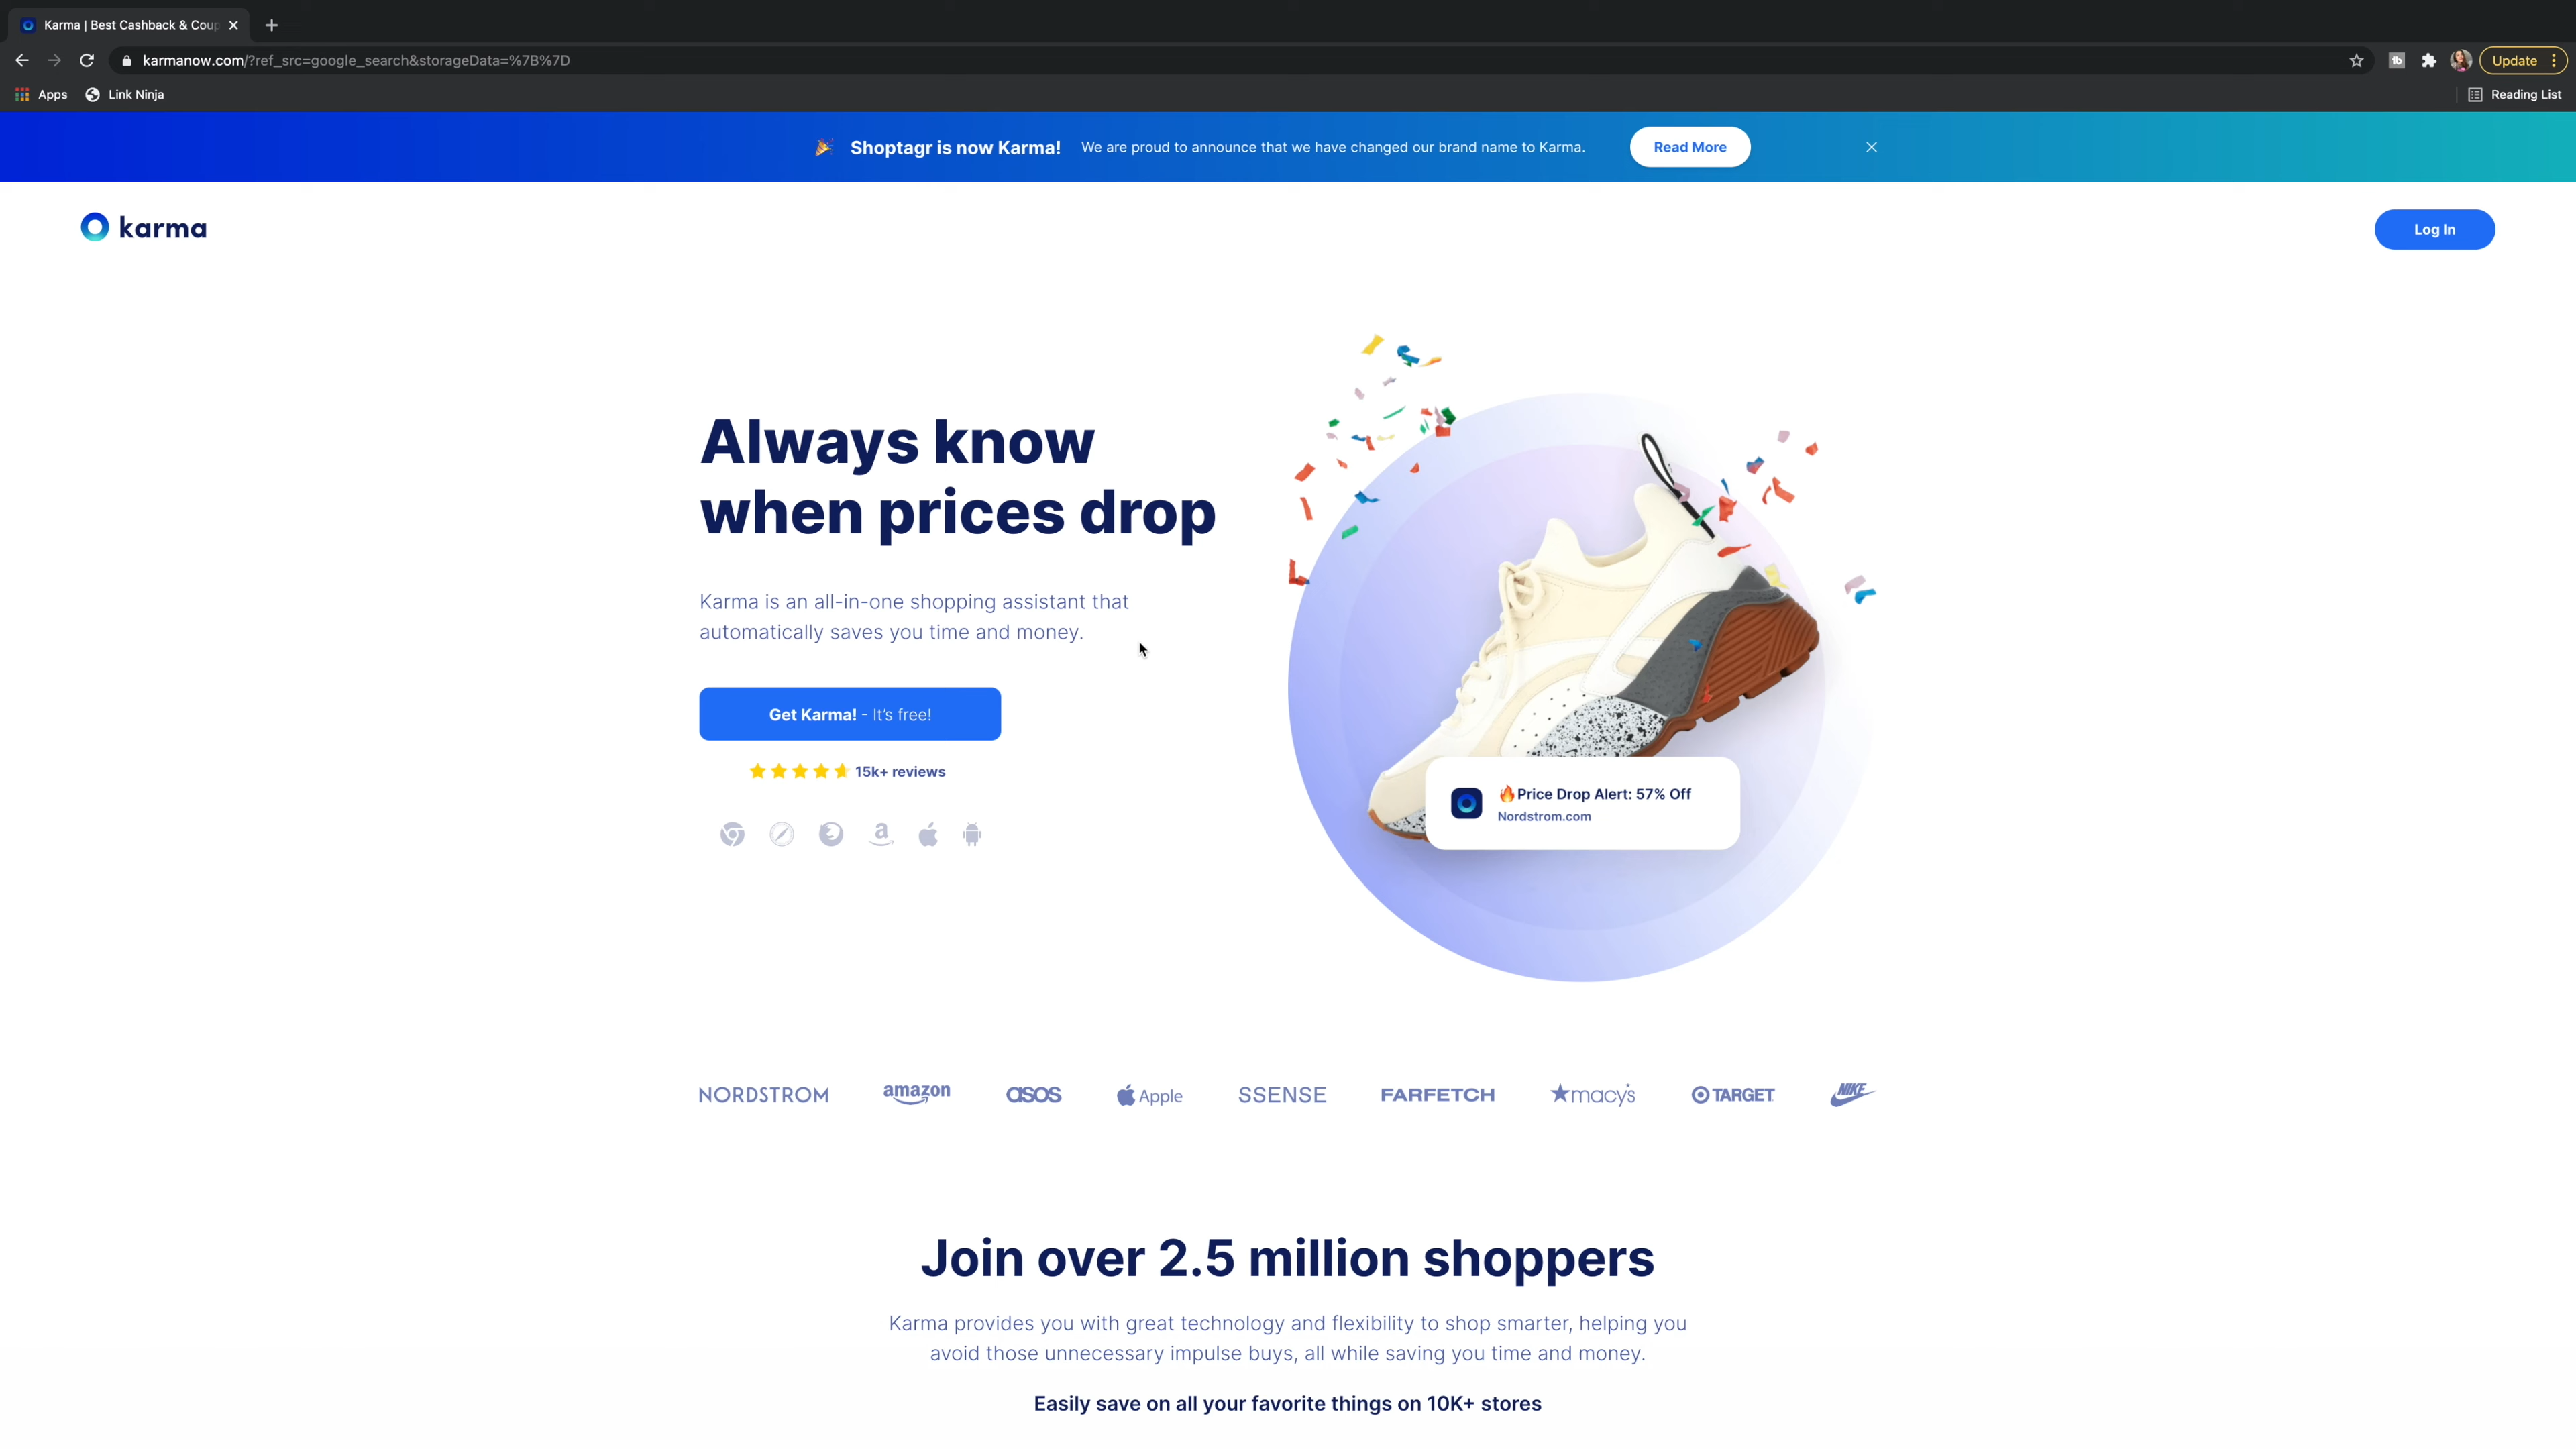 Karma | Best Cashback & Coup
karmanow.com/?ref_src=google_search&storageData=%7B%7D
Update
Apps
Link Ninja
Reading List
Shoptagr is now Karma! We are proud to announce that we have changed our brand name to Karma.
Read More
karma
Log In
Always know
when prices drop
Karma is an all-in-one shopping assistant that
automatically saves you time and money.
Get Karma! - It's free!
15k+ reviews
🔥Price Drop Alert: 57% Off
Nordstrom.com
NORDSTROM amazon asos Apple SSENSE FARFETCH macy's TARGET NIKE
Join over 2.5 million shoppers
Karma provides you with great technology and flexibility to shop smarter, helping you
avoid those unnecessary impulse buys, all while saving you time and money.
Easily save on all your favorite things on 10K+ stores